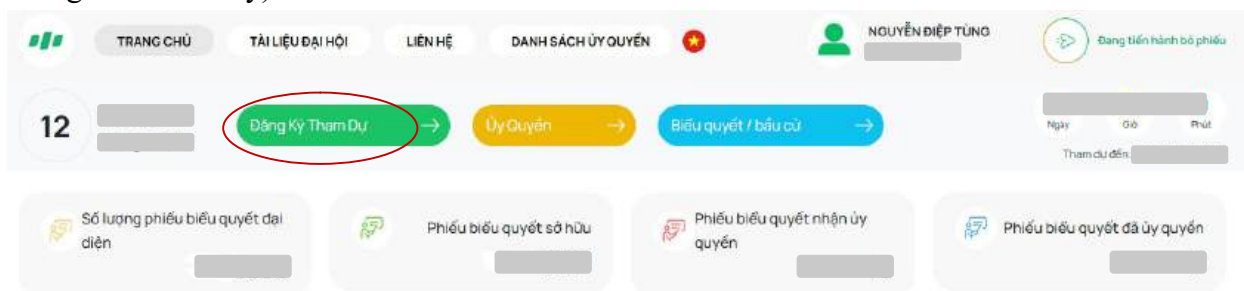 TRANG CHỦ
TÀI LIỆU ĐẠI HỘI
LIÊN HỆ
DANH SÁCH ỦY QUYỀN
NGUYỄN ĐIỆP TÙNG
Đang tiến hành bỏ phiếu
12
Đăng Ký Tham Dự
Ủy Quyền
Biểu quyết / bầu cử
Ngày
Giờ
Phút
Tham dự đến:
Số lượng phiếu biểu quyết đại
diện
Phiếu biểu quyết sở hữu
Phiếu biểu quyết nhận ủy
quyền
Phiếu biểu quyết đã ủy quyền